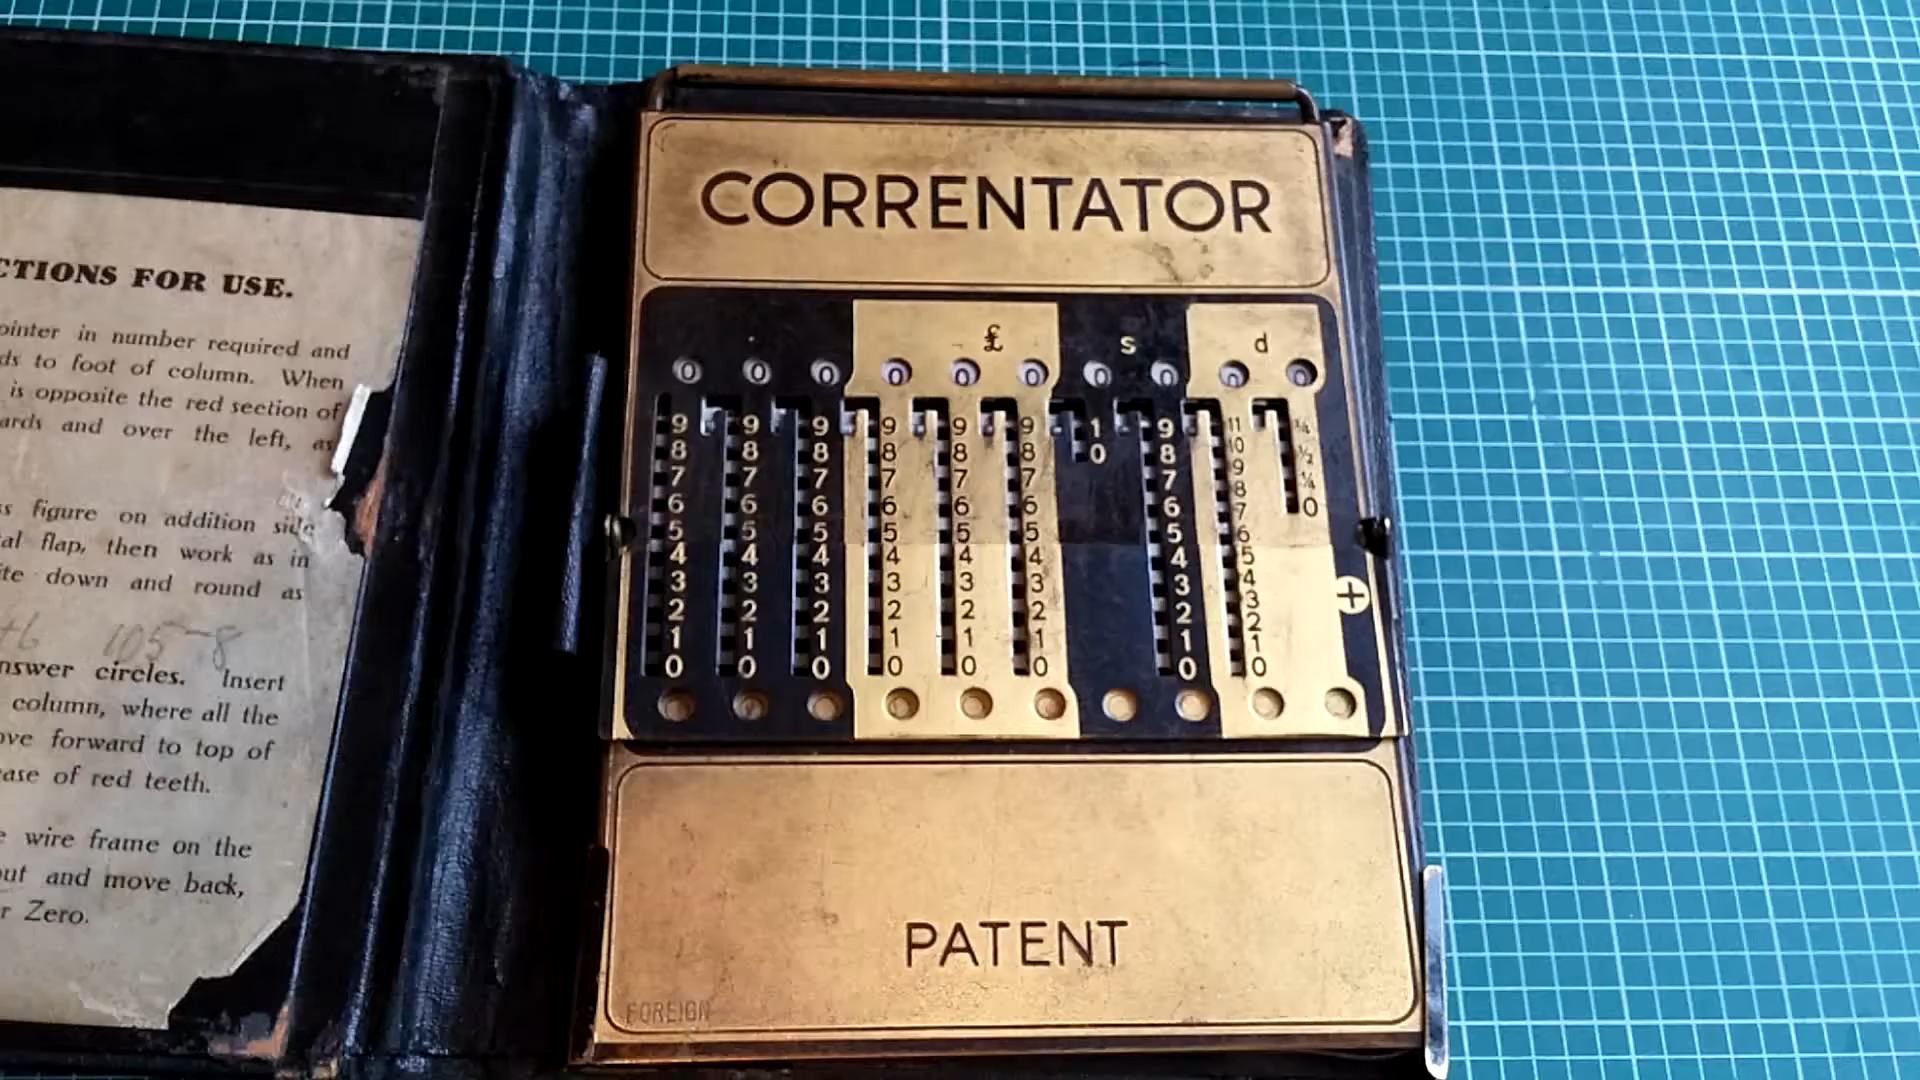 CTIONS FOR USE.
ointer in number required and
ds to foot of column. When
is opposite the red section of
ards and over the left, as
s figure on addition side
al flap, then work as in
ite down and round as
+6 105-8
nswer circles. Insert
column, where all the
ove forward to top of
ase of red teeth.
e wire frame on the
out and move back,
r Zero.
CORRENTATOR
£ s d
0 0 0 0 0 0 0 0 0 0
9 9 9 9 9 9 1 9 11 ¾
8 8 8 8 8 8 0 8 10 ½
7 7 7 7 7 7 7 9 ¼
6 6 6 6 6 6 6 8 0
5 5 5 5 5 5 5 7
4 4 4 4 4 4 4 6
3 3 3 3 3 3 3 5
2 2 2 2 2 2 2 4
1 1 1 1 1 1 1 3
0 0 0 0 0 0 0 2
1
0
+
PATENT
FOREIGN